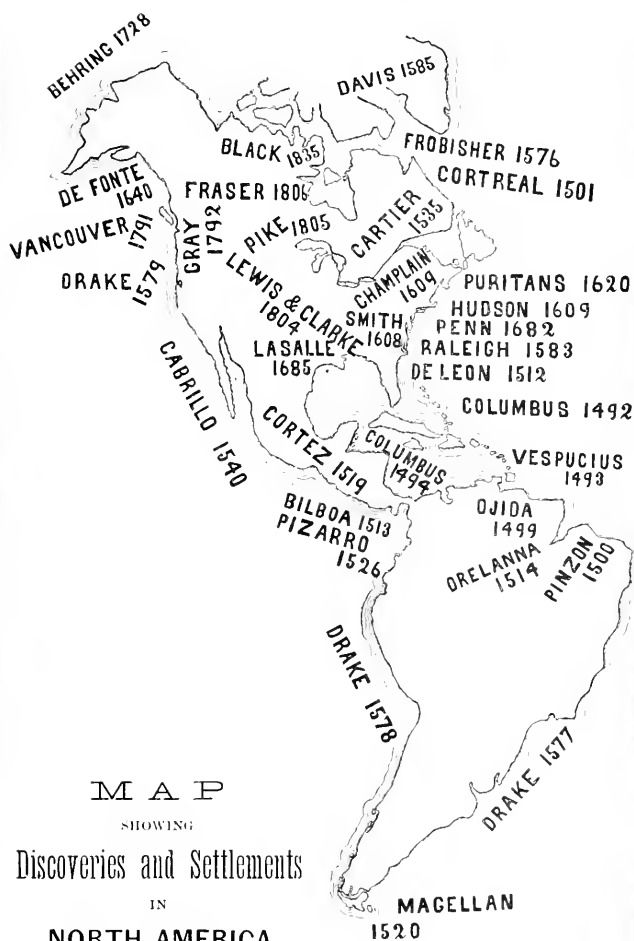 BEHRING 1728
DAVIS 1585
BLACK 1835
FROBISHER 1576
CORTREAL 1501
DE FONTE
1640
FRASER 1806
PIKE 1805
CARTIER
1535
VANCOUVER
1791
GRAY
1792
DRAKE
1579
CHAMPLAIN
1609
PURITANS 1620
LEWIS & CLARKE
1804
SMITH
1608
HUDSON 1609
PENN 1682
RALEIGH 1583
LASALLE
1685
DE LEON 1512
COLUMBUS 1492
CABRILLO 1540
CORTEZ 1519
COLUMBUS
1494
VESPUCIUS
1493
BILBOA 1513
PIZARRO
1526
OJIDA
1499
ORELANNA
1514
PINZON
1500
DRAKE 1578
DRAKE 1577
MAP
SHOWING
Discoveries and Settlements
IN
NORTH AMERICA
MAGELLAN
1520